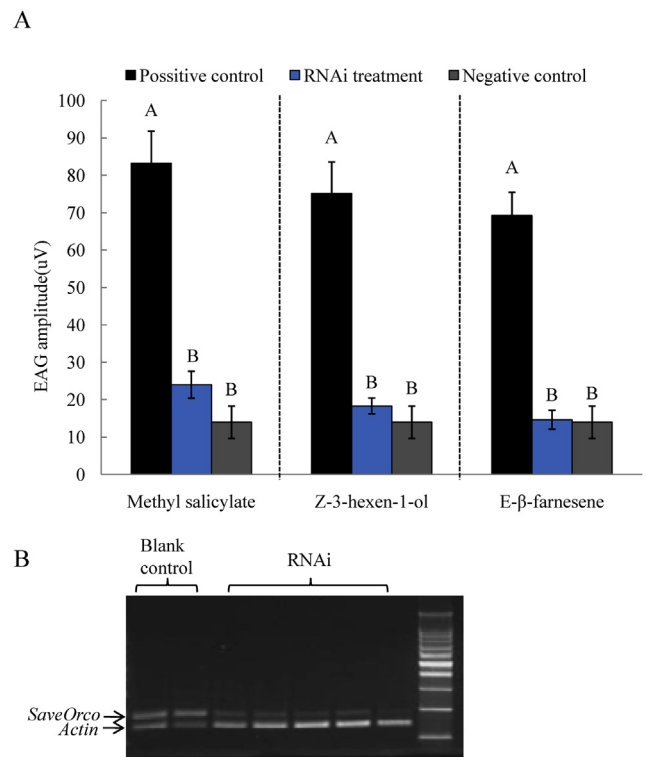 A
Possitive control RNAi treatment Negative control
100
90
80
70
60
50
40
30
20
10
0
EAG amplitude(uV)
A
B
B
A
B
B
A
B
B
Methyl salicylate Z-3-hexen-1-ol E-β-farnesene
B
Blank
control
RNAi
SaveOrco
Actin